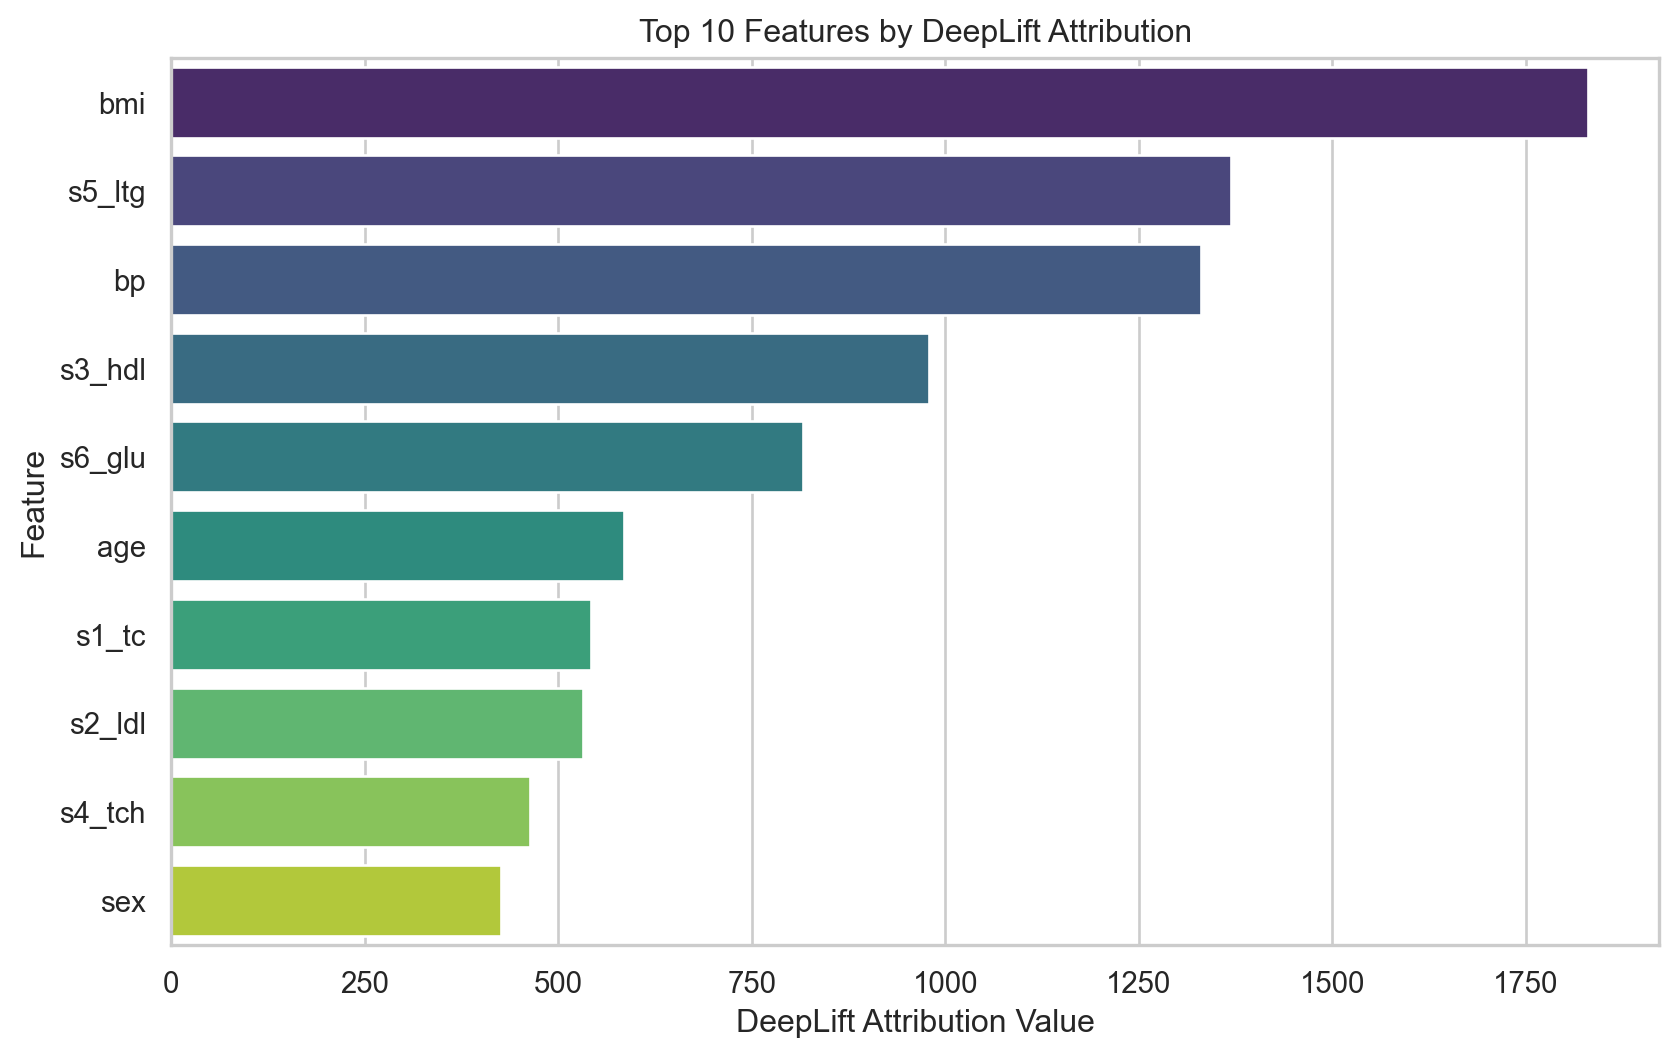 Top 10 Features by DeepLift Attribution
bmi
s5_ltg
bp
s3_hdl
s6_glu
age
s1_tc
s2_ldl
s4_tch
sex
Feature
0 250 500 750 1000 1250 1500 1750
DeepLift Attribution Value